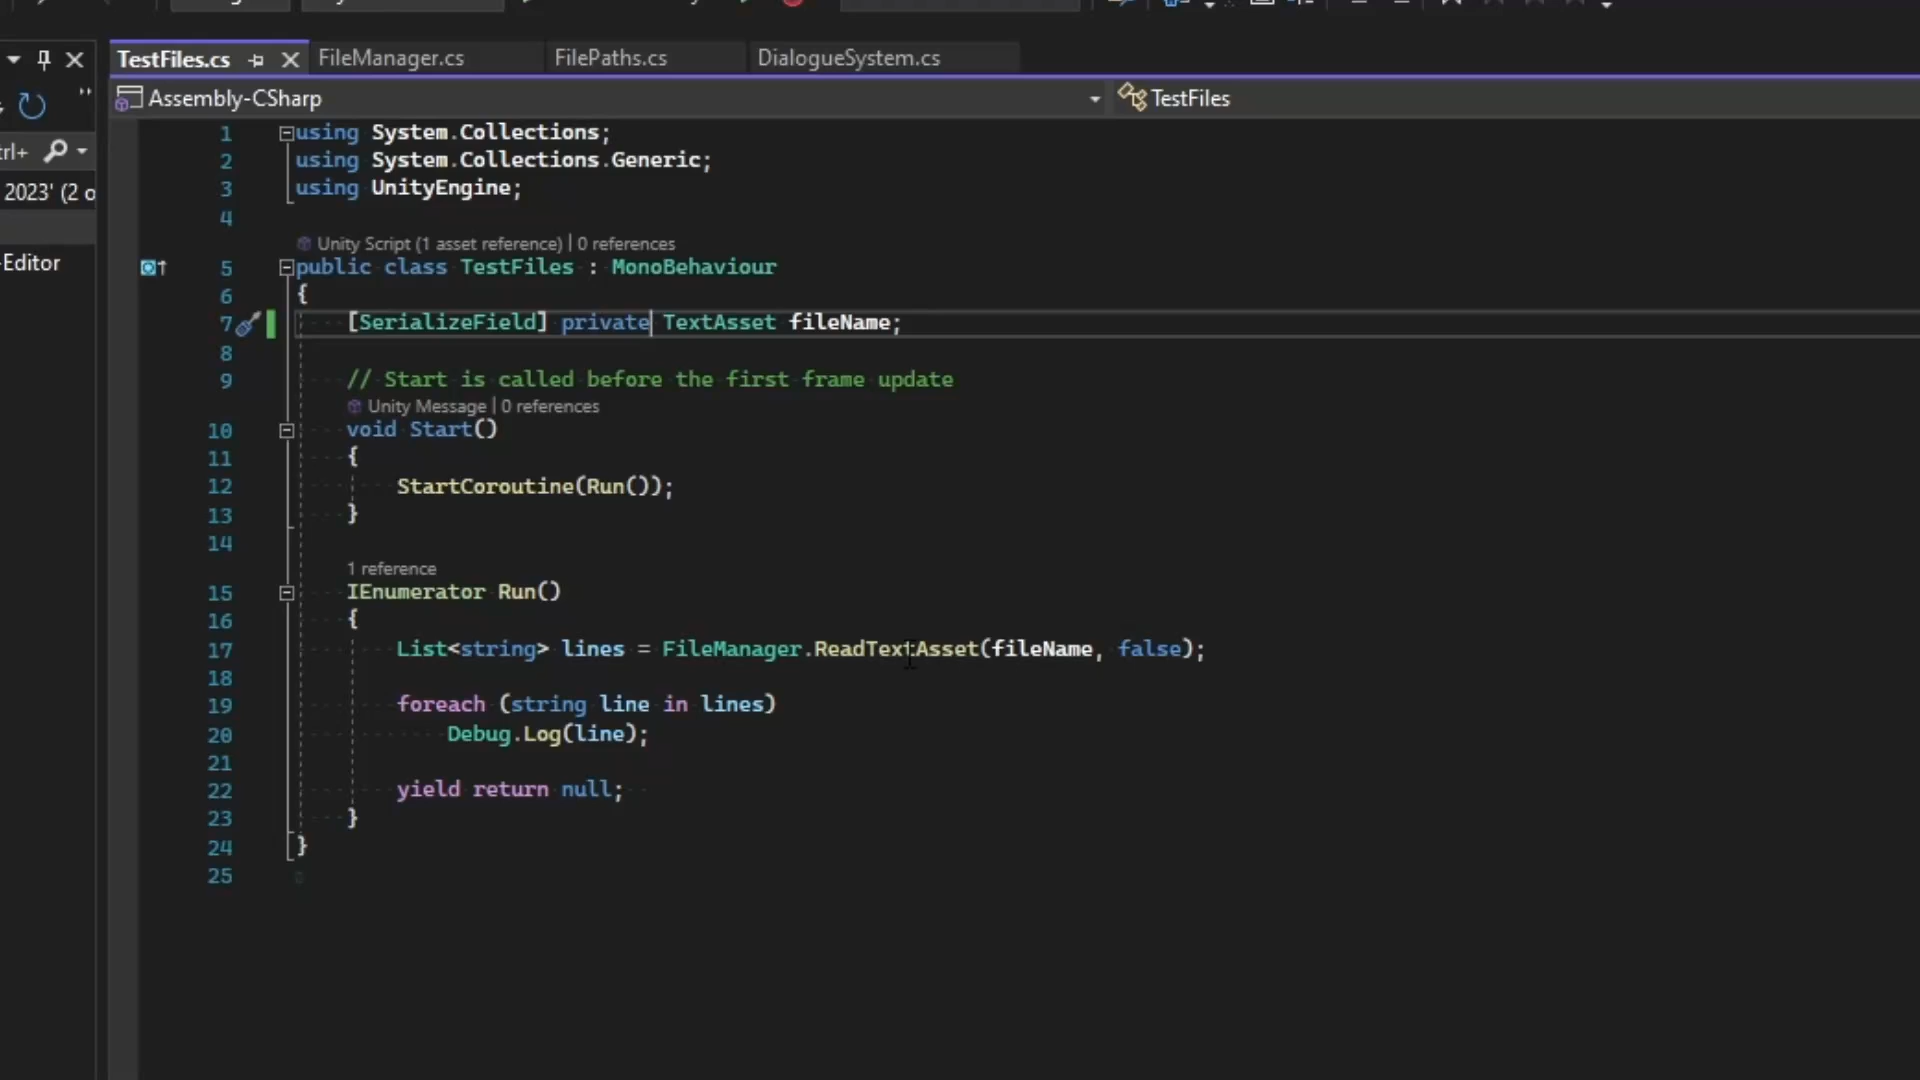 TestFiles.cs
FileManager.cs
FilePaths.cs
DialogueSystem.cs
Assembly-CSharp
TestFiles
trl+
2023' (2 o
-Editor
1 using System.Collections;
2 using System.Collections.Generic;
3 using UnityEngine;
4
Unity Script (1 asset reference) | 0 references
5 public class TestFiles : MonoBehaviour
6 {
7 [SerializeField] private TextAsset fileName;
8
9 // Start is called before the first frame update
Unity Message | 0 references
10 void Start()
11 {
12 StartCoroutine(Run());
13 }
14
1 reference
15 IEnumerator Run()
16 {
17 List<string> lines = FileManager.ReadTextAsset(fileName, false);
18
19 foreach (string line in lines)
20 Debug.Log(line);
21
22 yield return null;
23 }
24 }
25